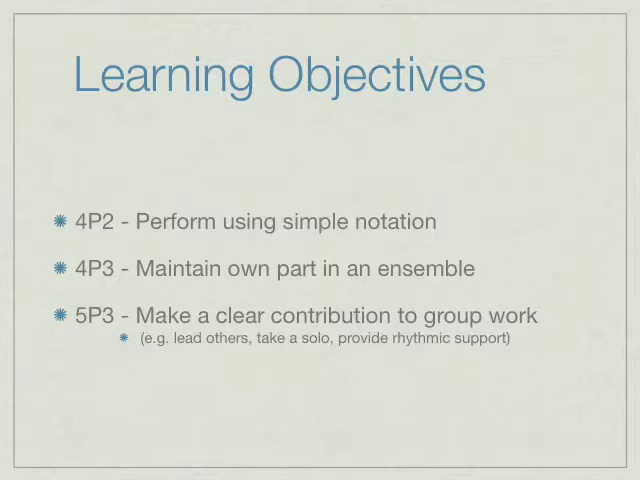 Learning Objectives
4P2 - Perform using simple notation
4P3 - Maintain own part in an ensemble
5P3 - Make a clear contribution to group work
(e.g. lead others, take a solo, provide rhythmic support)